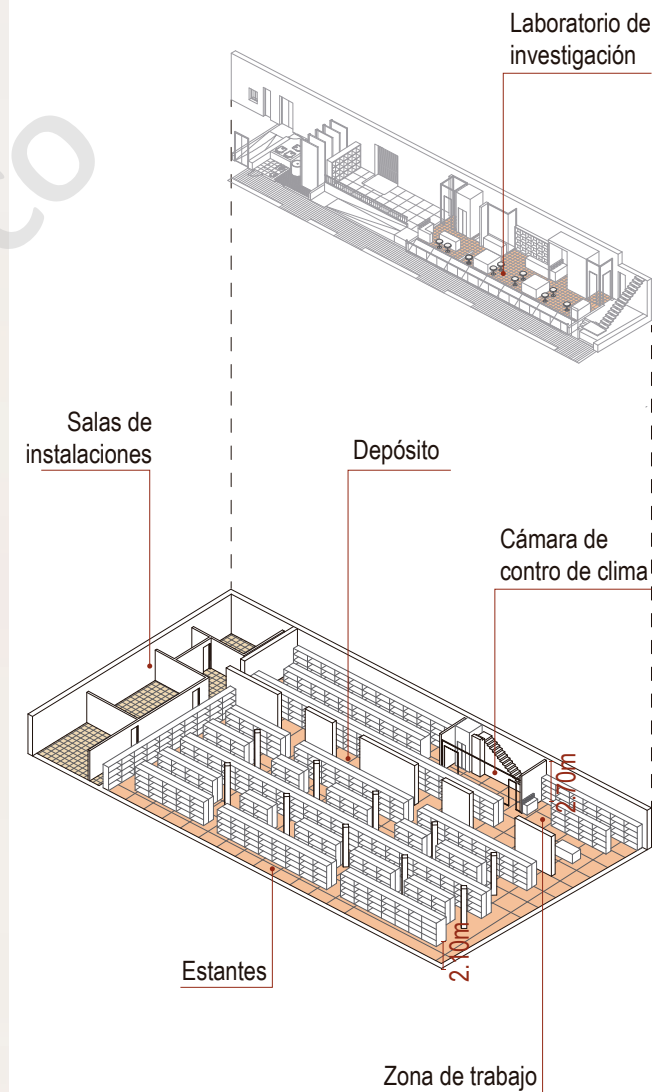 Laboratorio de
investigación
Salas de
instalaciones
Depósito
Cámara de
contro de clima
2.70m
2.10m
Estantes
Zona de trabajo